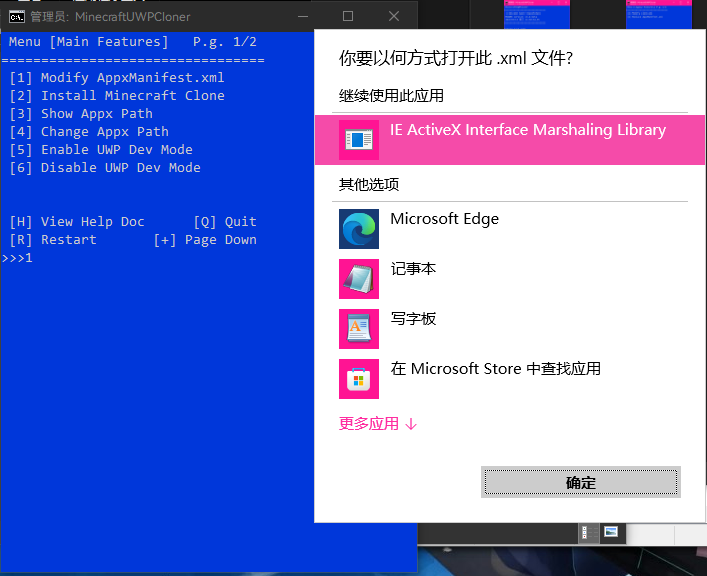 管理员: MinecraftUWPCloner
Menu [Main Features]   P.g. 1/2
=================================
[1] Modify AppxManifest.xml
[2] Install Minecraft Clone
[3] Show Appx Path
[4] Change Appx Path
[5] Enable UWP Dev Mode
[6] Disable UWP Dev Mode
[H] View Help Doc      [Q] Quit
[R] Restart       [+] Page Down
>>>1
你要以何方式打开此 .xml 文件?
继续使用此应用
IE ActiveX Interface Marshaling Library
其他选项
Microsoft Edge
记事本
写字板
在 Microsoft Store 中查找应用
更多应用 ↓
确定